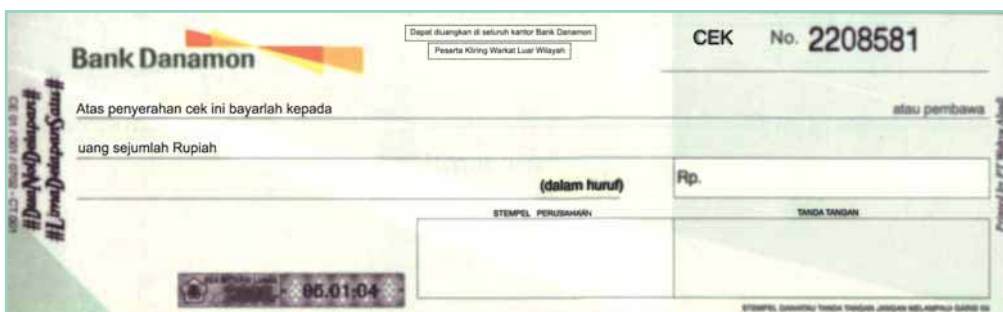 Bank Danamon
Dapat diuangkan di seluruh kantor Bank Danamon
Peserta Kliring Warkat Luar Wilayah
CEK No. 2208581
Atas penyerahan cek ini bayarlah kepada atau pembawa
uang sejumlah Rupiah
(dalam huruf) Rp.
STEMPEL PERUSAHAAN TANDA TANGAN
#DuaNolDelapan
#LimaDelapanSatu
05.01:04